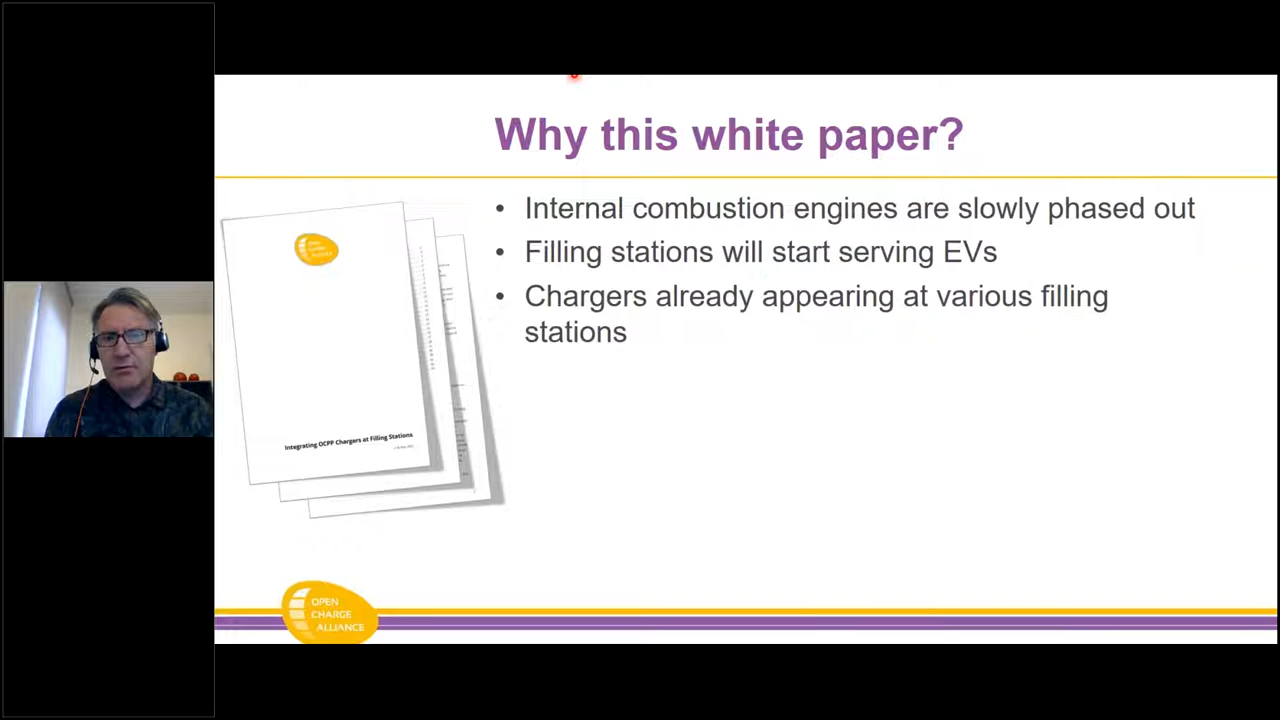 Why this white paper?
• Internal combustion engines are slowly phased out
• Filling stations will start serving EVs
• Chargers already appearing at various filling
stations
Integrating OCPP Chargers at Filling Stations
OPEN
CHARGE
ALLIANCE